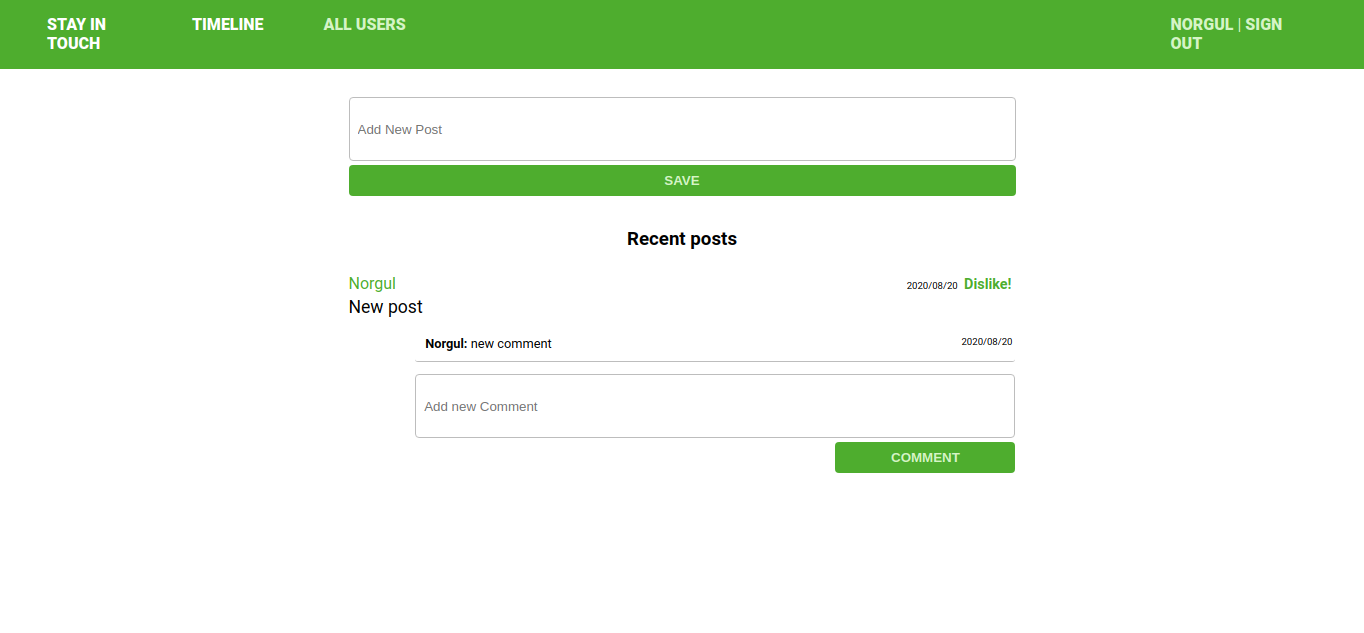 STAY IN
TOUCH
TIMELINE
ALL USERS
NORGUL | SIGN
OUT
Add New Post
SAVE
Recent posts
Norgul
2020/08/20 Dislike!
New post
Norgul: new comment
2020/08/20
Add new Comment
COMMENT